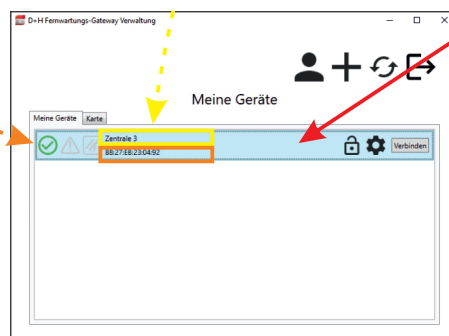 D+H Fernwartungs-Gateway Verwaltung
Meine Geräte
Meine Geräte Karte
Zentrale 3
B8:27:EB:23:04:92
Verbinden